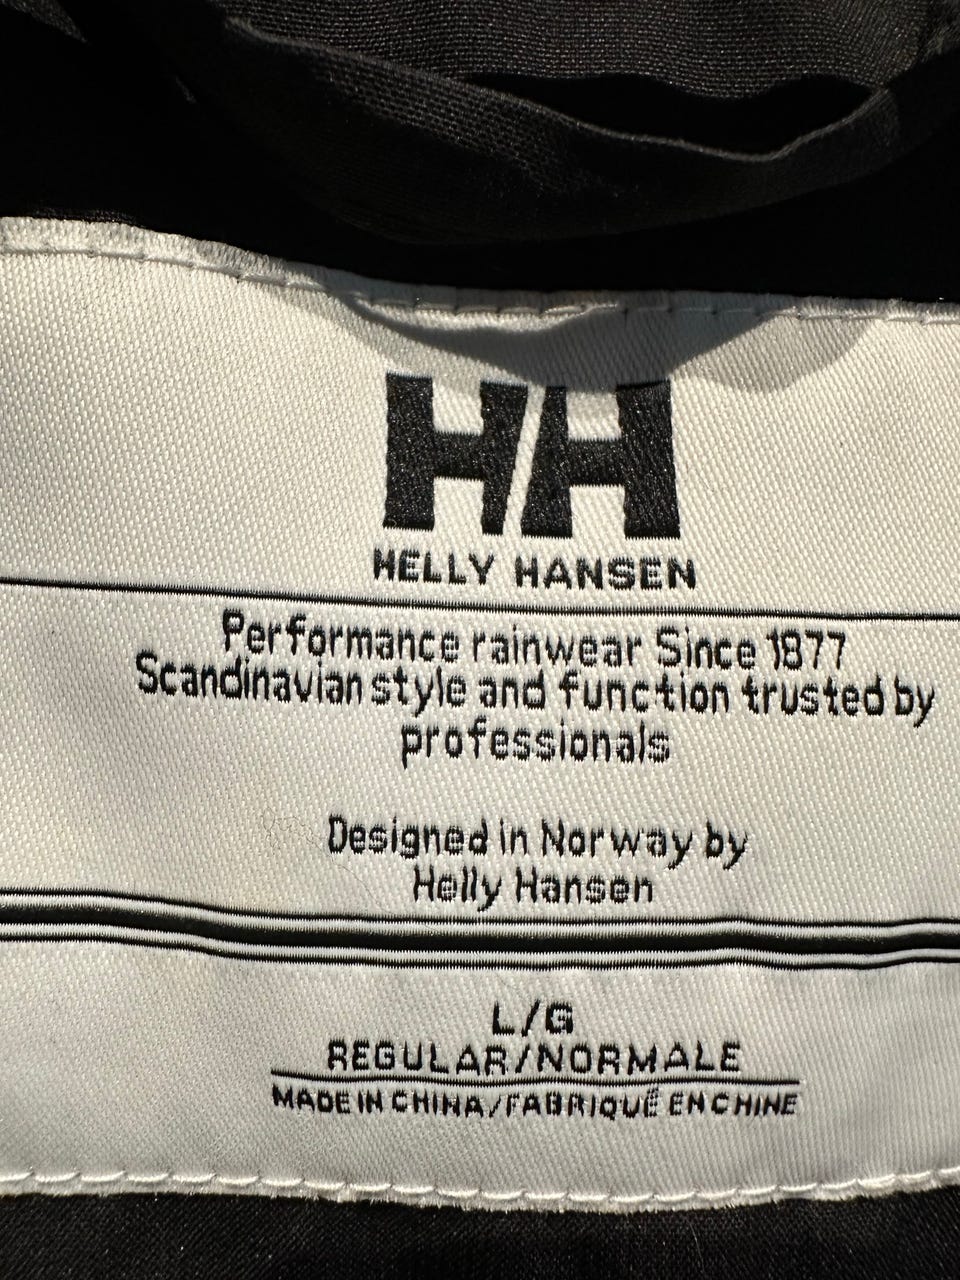 HH
HELLY HANSEN
Performance rainwear Since 1877
Scandinavian style and function trusted by
professionals
Designed in Norway by
Helly Hansen
L/G
REGULAR/NORMALE
MADE IN CHINA/FABRIQUÉ EN CHINE